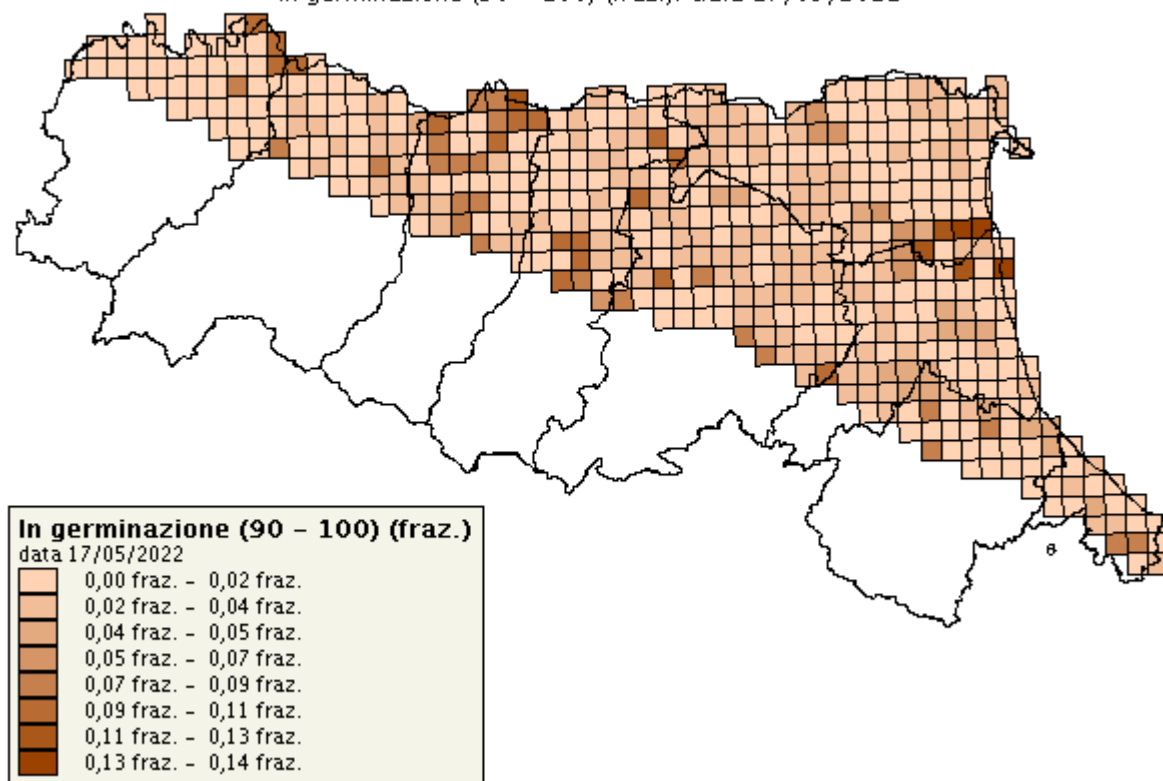 In germinazione (90 – 100) (fraz.)
data 17/05/2022
0,00 fraz. – 0,02 fraz.
0,02 fraz. – 0,04 fraz.
0,04 fraz. – 0,05 fraz.
0,05 fraz. – 0,07 fraz.
0,07 fraz. – 0,09 fraz.
0,09 fraz. – 0,11 fraz.
0,11 fraz. – 0,13 fraz.
0,13 fraz. – 0,14 fraz.